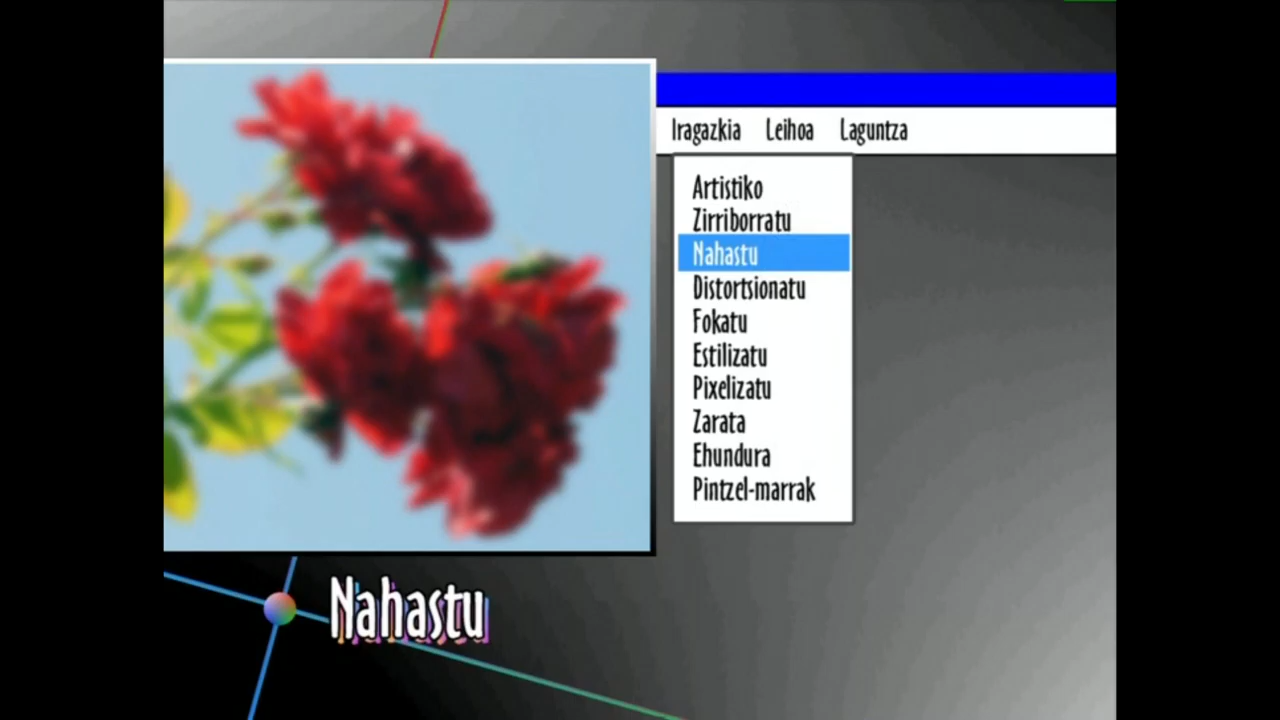 Iragazkia Leihoa Laguntza
Artistiko
Zirriborratu
Nahastu
Distortsionatu
Fokatu
Estilizatu
Pixelizatu
Zarata
Ehundura
Pintzel-marrak
Nahastu